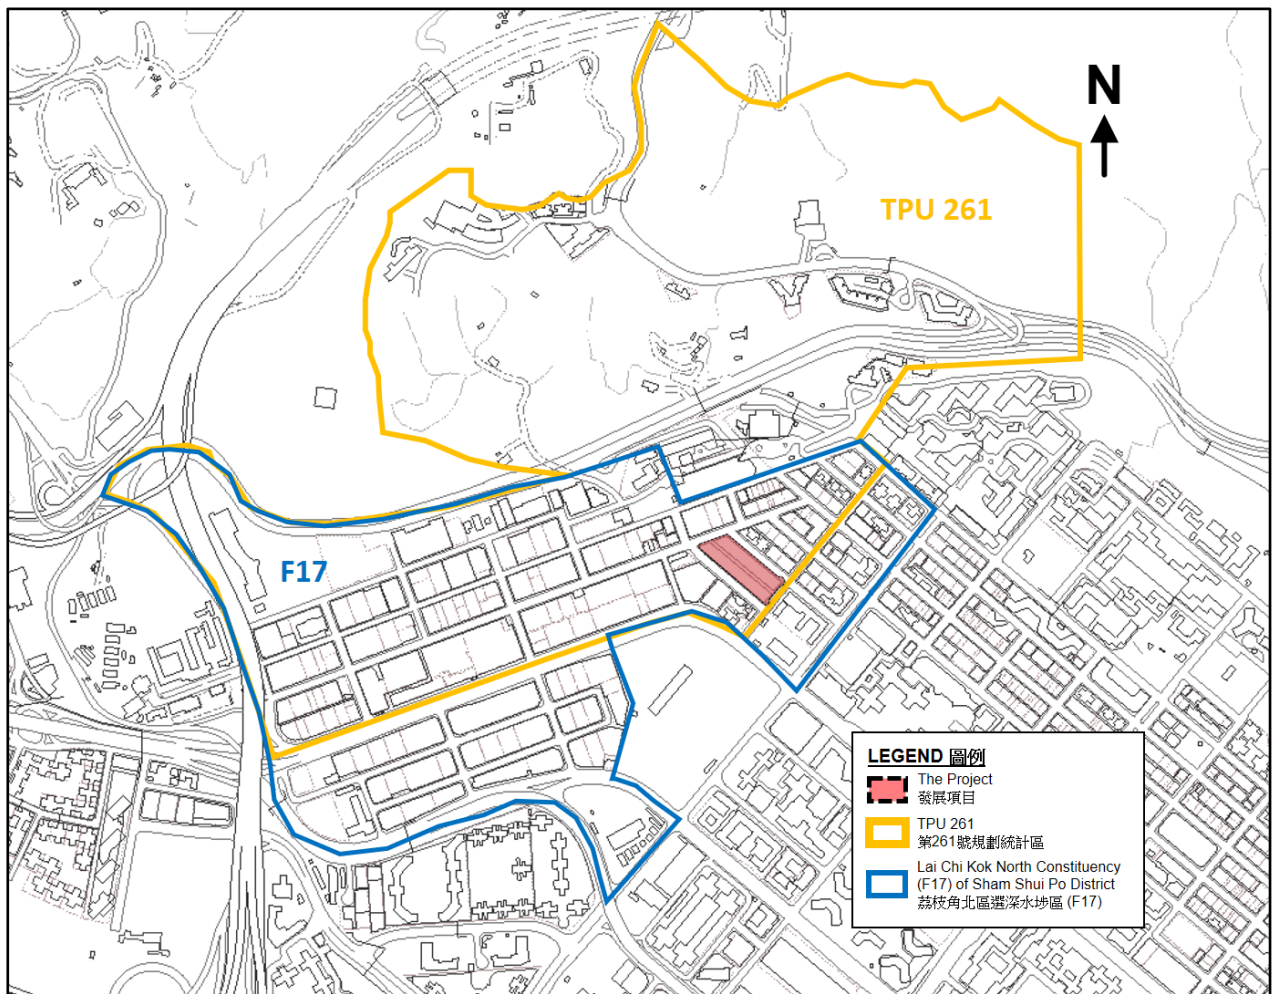 N
TPU 261
F17
LEGEND 圖例
The Project
發展項目
TPU 261
第261號規劃統計區
Lai Chi Kok North Constituency
(F17) of Sham Shui Po District
荔枝角北區選深水埗區 (F17)